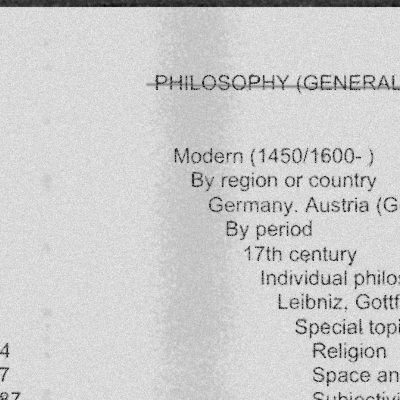 PHILOSOPHY (GENERAL
Modern (1450/1600- )
By region or country
Germany. Austria (G
By period
17th century
Individual philos
Leibniz, Gottf
Special topi
4 Religion
7 Space an
87 Subjectivi